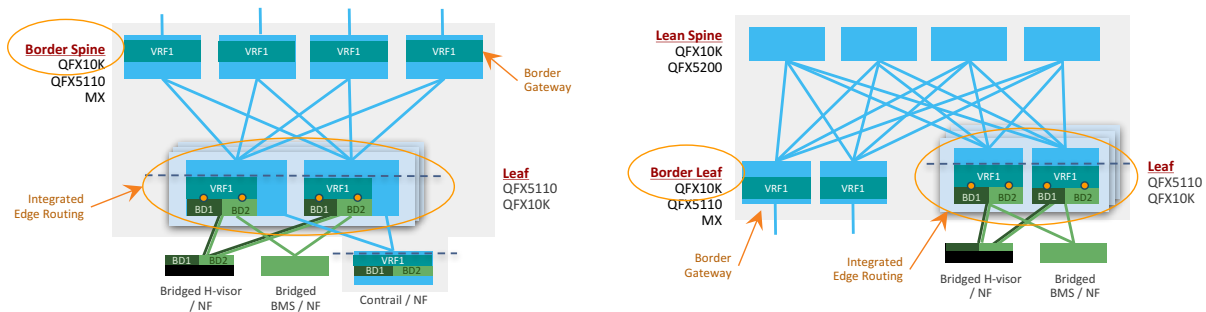 Border Spine
QFX10K
QFX5110
MX
VRF1
VRF1
VRF1
VRF1
Border
Gateway
Integrated
Edge Routing
VRF1
BD1
BD2
VRF1
BD1
BD2
Leaf
QFX5110
QFX10K
BD1
BD2
Bridged H-visor
/ NF
Bridged
BMS / NF
VRF1
BD1
BD2
Contrail / NF
Lean Spine
QFX10K
QFX5200
Border Leaf
QFX10K
QFX5110
MX
VRF1
VRF1
Border
Gateway
VRF1
BD1
BD2
VRF1
BD1
BD2
Leaf
QFX5110
QFX10K
Integrated
Edge Routing
Bridged H-visor
/ NF
Bridged
BMS / NF